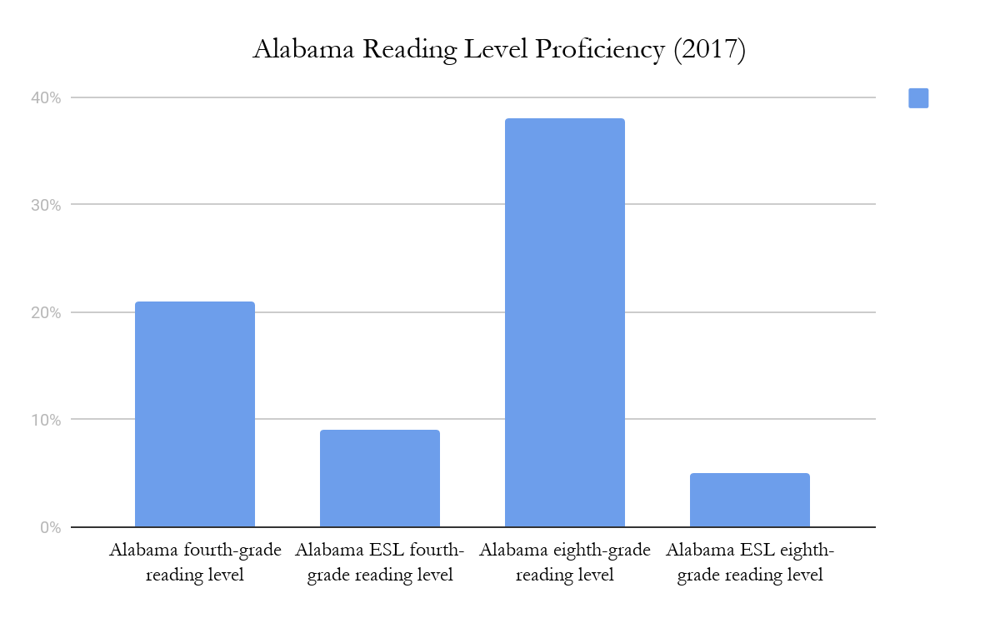 Alabama Reading Level Proficiency (2017)
40%
30%
20%
10%
0%
Alabama fourth-grade
reading level
Alabama ESL fourth-
grade reading level
Alabama eighth-grade
reading level
Alabama ESL eighth-
grade reading level